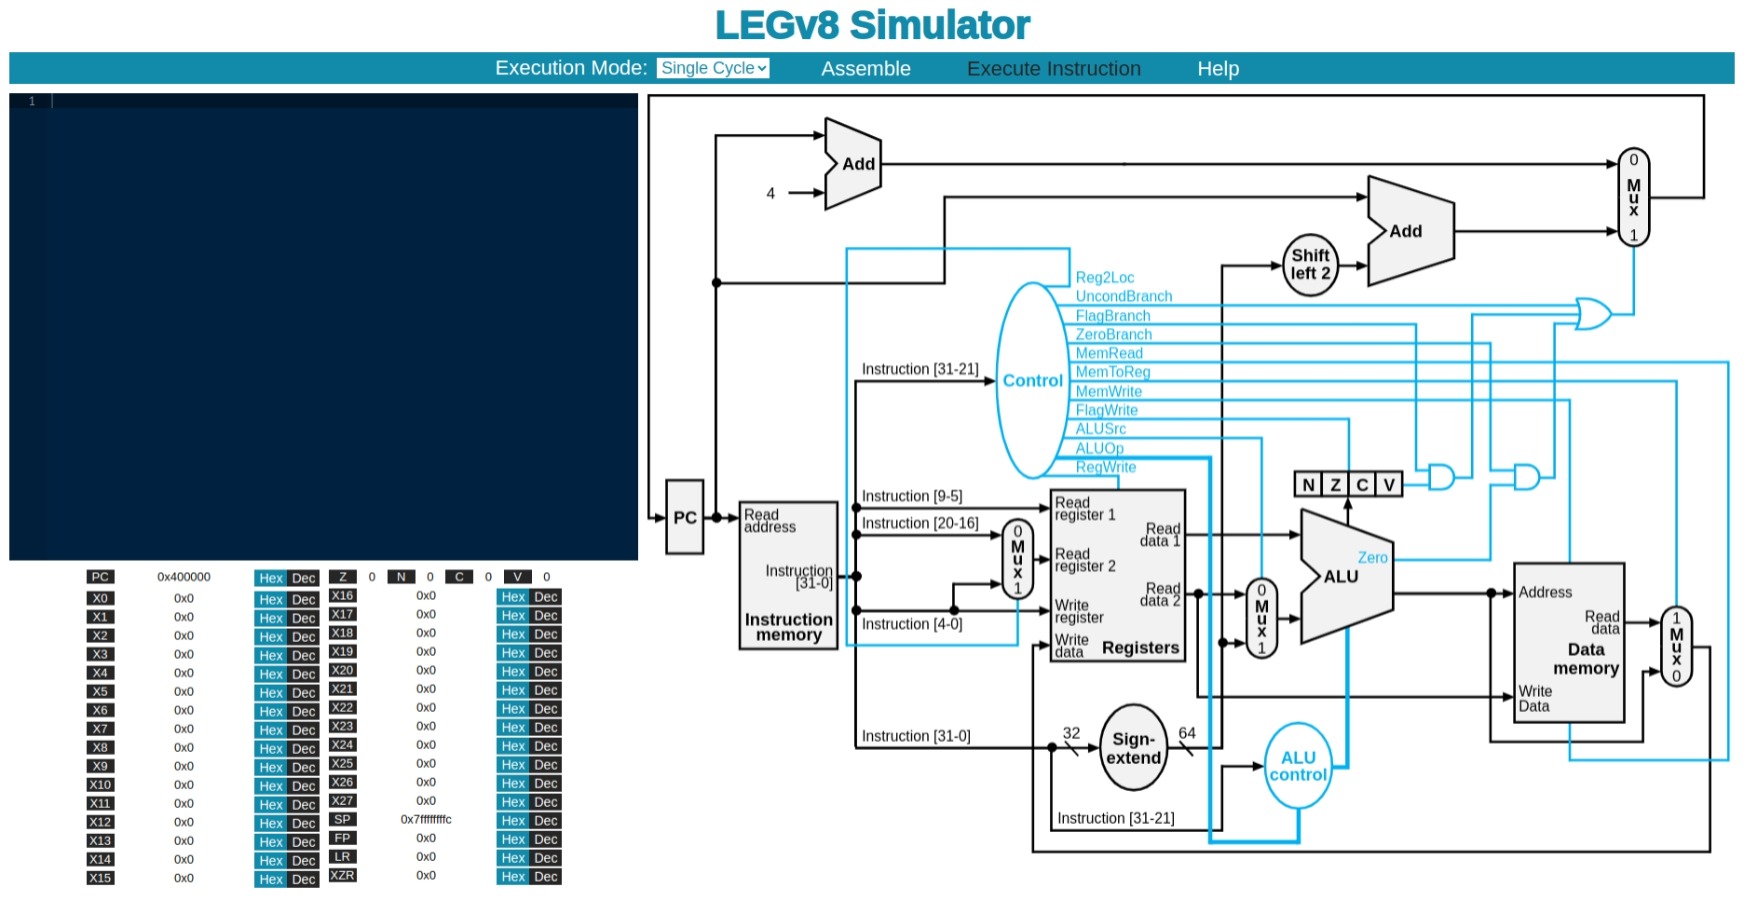 LEGv8 Simulator
Execution Mode: Single Cycle Assemble Execute Instruction Help
1
Add
4
Add
0
Mux
1
Shift
left 2
Reg2Loc
UncondBranch
FlagBranch
ZeroBranch
MemRead
MemToReg
MemWrite
FlagWrite
ALUSrc
ALUOp
RegWrite
Control
Instruction [31-21]
Instruction [9-5]
Instruction [20-16]
Instruction [4-0]
Instruction [31-0]
Instruction [31-21]
PC
Read
address
Instruction
[31-0]
Instruction
memory
0
Mux
1
Read
register 1
Read
register 2
Write
register
Write
data
Read
data 1
Read
data 2
Registers
N Z C V
0
Mux
1
Zero
ALU
Address
Read
data
Data
memory
Write
Data
1
Mux
0
32
Sign-
extend
64
ALU
control
PC 0x400000 Hex Dec Z 0 N 0 C 0 V 0
X0 0x0 Hex Dec X16 0x0 Hex Dec
X1 0x0 Hex Dec X17 0x0 Hex Dec
X2 0x0 Hex Dec X18 0x0 Hex Dec
X3 0x0 Hex Dec X19 0x0 Hex Dec
X4 0x0 Hex Dec X20 0x0 Hex Dec
X5 0x0 Hex Dec X21 0x0 Hex Dec
X6 0x0 Hex Dec X22 0x0 Hex Dec
X7 0x0 Hex Dec X23 0x0 Hex Dec
X8 0x0 Hex Dec X24 0x0 Hex Dec
X9 0x0 Hex Dec X25 0x0 Hex Dec
X10 0x0 Hex Dec X26 0x0 Hex Dec
X11 0x0 Hex Dec X27 0x0 Hex Dec
X12 0x0 Hex Dec SP 0x7ffffffffc Hex Dec
X13 0x0 Hex Dec FP 0x0 Hex Dec
X14 0x0 Hex Dec LR 0x0 Hex Dec
X15 0x0 Hex Dec XZR 0x0 Hex Dec